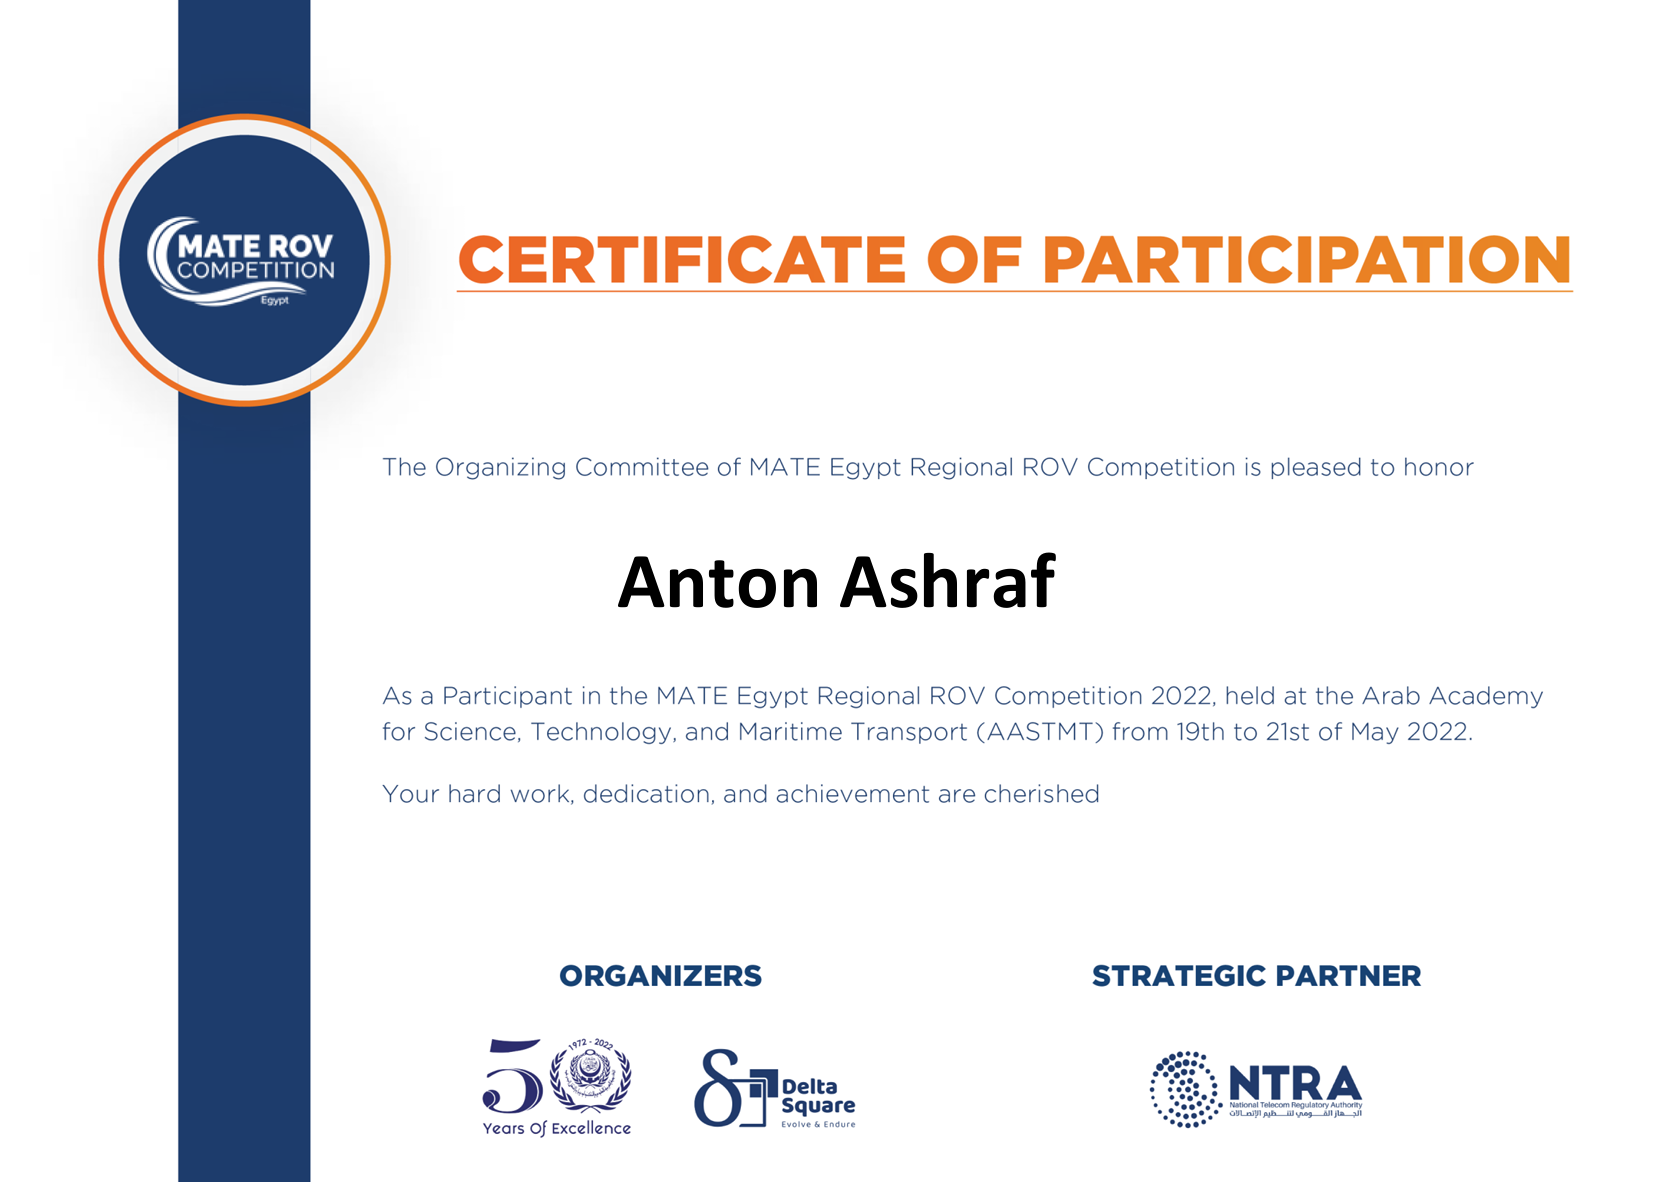 MATE ROV
COMPETITION
Egypt
CERTIFICATE OF PARTICIPATION
The Organizing Committee of MATE Egypt Regional ROV Competition is pleased to honor
Anton Ashraf
As a Participant in the MATE Egypt Regional ROV Competition 2022, held at the Arab Academy
for Science, Technology, and Maritime Transport (AASTMT) from 19th to 21st of May 2022.
Your hard work, dedication, and achievement are cherished
ORGANIZERS
STRATEGIC PARTNER
50
1972 - 2022
Years Of Excellence
Delta
Square
Evolve & Endure
NTRA
National Telecom Regulatory Authority
الجهاز القومي لتنظيم الإتصالات